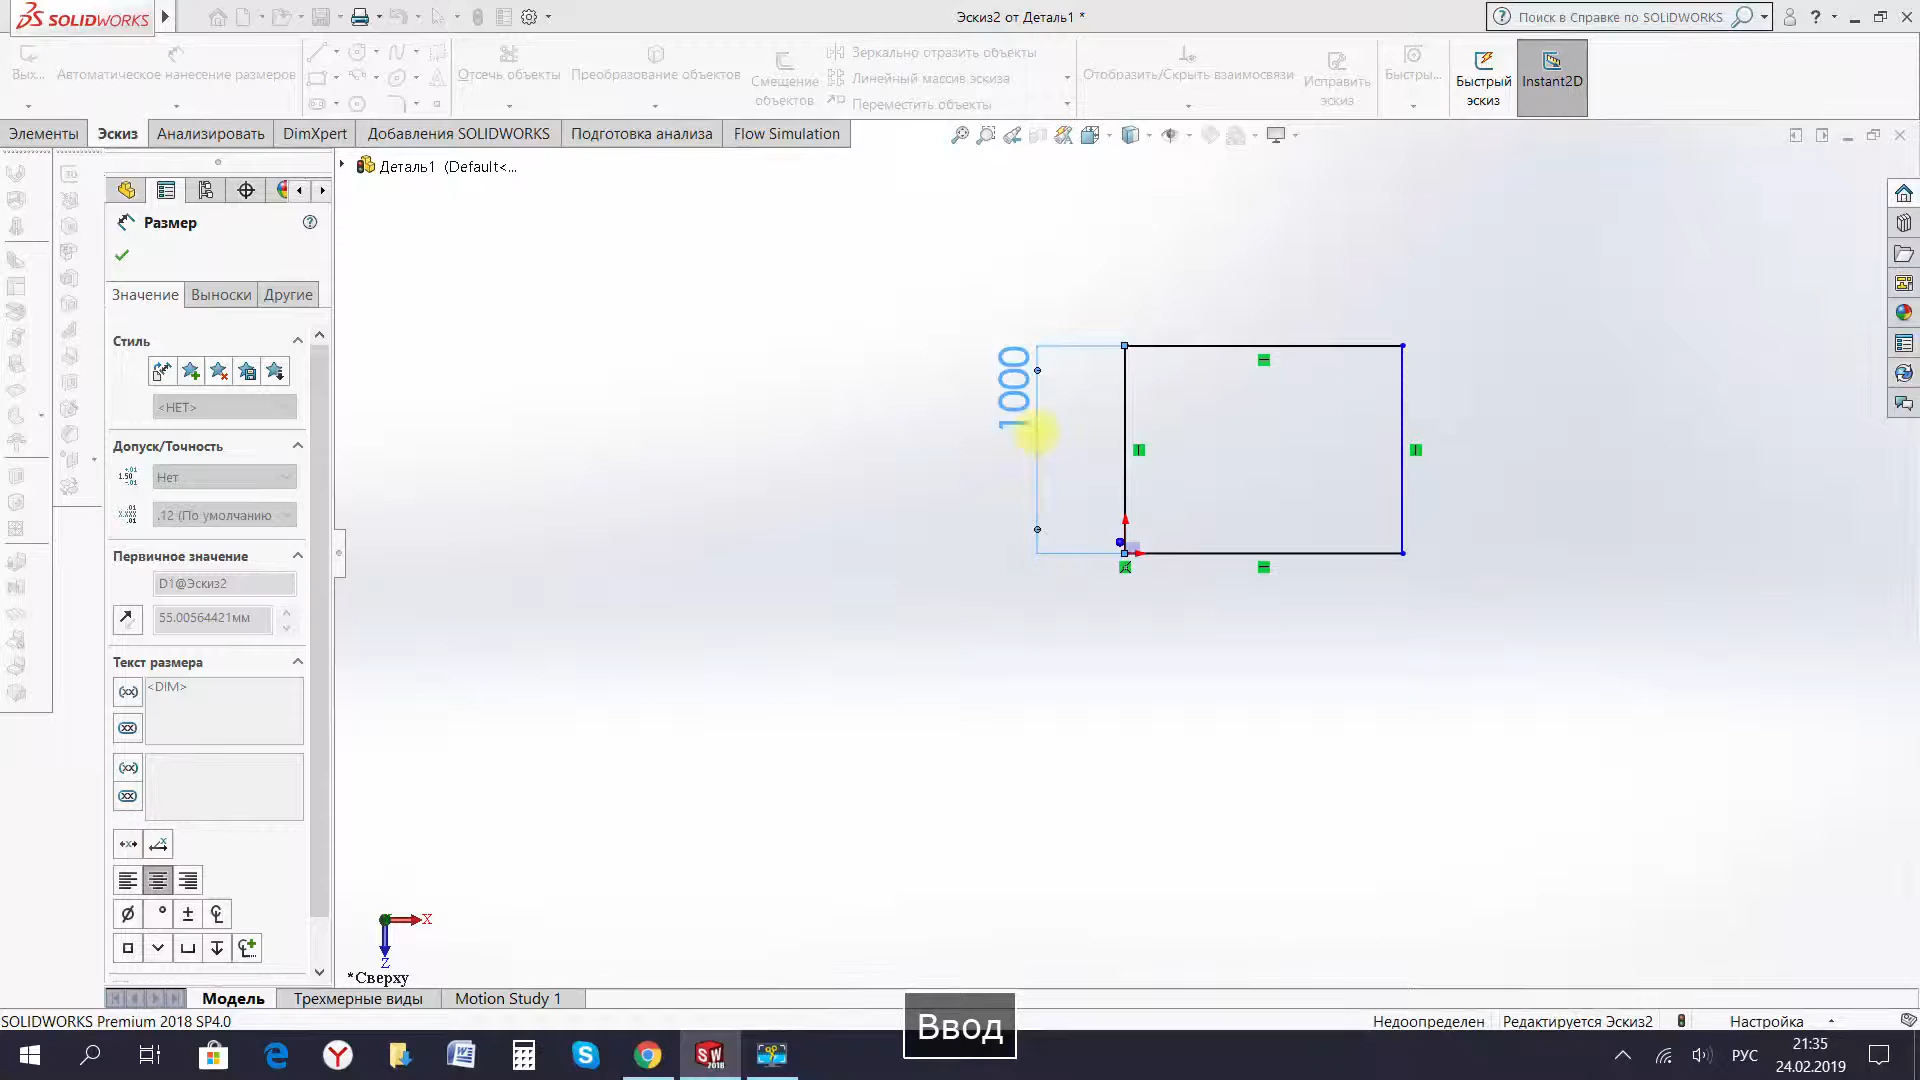 SOLIDWORKS
Эскиз2 от Деталь1 *
Поиск в Справке по SOLIDWORKS
Вых...
Автоматическое нанесение размеров
Отсечь объекты
Преобразование объектов
Смещение объектов
Зеркально отразить объекты
Линейный массив эскиза
Переместить объекты
Отобразить/Скрыть взаимосвязи
Исправить эскиз
Быстры...
Быстрый эскиз
Instant2D
Элементы
Эскиз
Анализировать
DimXpert
Добавления SOLIDWORKS
Подготовка анализа
Flow Simulation
Деталь1 (Default<...
Размер
Значение
Выноски
Другие
Стиль
<НЕТ>
Допуск/Точность
Нет
.12 (По умолчанию
Первичное значение
D1@Эскиз2
55.00564421мм
Текст размера
<DIM>
1000
X
Z
*Сверху
Модель
Трехмерные виды
Motion Study 1
SOLIDWORKS Premium 2018 SP4.0
Ввод
Недоопределен
Редактируется Эскиз2
Настройка
РУС
21:35
24.02.2019